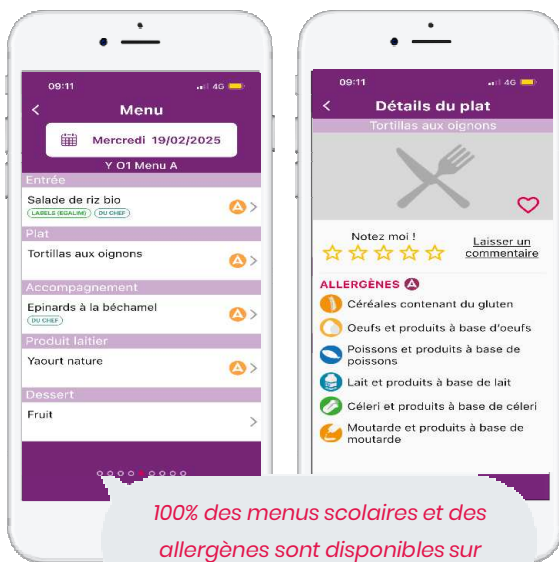 09:11
4G
Menu
Mercredi 19/02/2025
Y O1 Menu A
Entrée
Salade de riz bio
LABELS (EGALIM) DU CHEF
A
Plat
Tortillas aux oignons
A
Accompagnement
Epinards à la béchamel
DU CHEF
A
Produit laitier
Yaourt nature
A
Dessert
Fruit
09:11
4G
Détails du plat
Tortillas aux oignons
Notez moi !
Laisser un
commentaire
ALLERGÈNES A
Céréales contenant du gluten
Oeufs et produits à base d'oeufs
Poissons et produits à base de
poissons
Lait et produits à base de lait
Céleri et produits à base de céleri
Moutarde et produits à base de
moutarde
100% des menus scolaires et des
allergènes sont disponibles sur